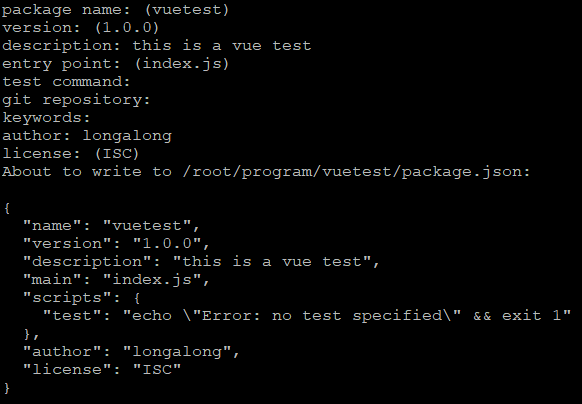 package name: (vuetest)
version: (1.0.0)
description: this is a vue test
entry point: (index.js)
test command:
git repository:
keywords:
author: longalong
license: (ISC)
About to write to /root/program/vuetest/package.json:

{
  "name": "vuetest",
  "version": "1.0.0",
  "description": "this is a vue test",
  "main": "index.js",
  "scripts": {
    "test": "echo \"Error: no test specified\" && exit 1"
  },
  "author": "longalong",
  "license": "ISC"
}